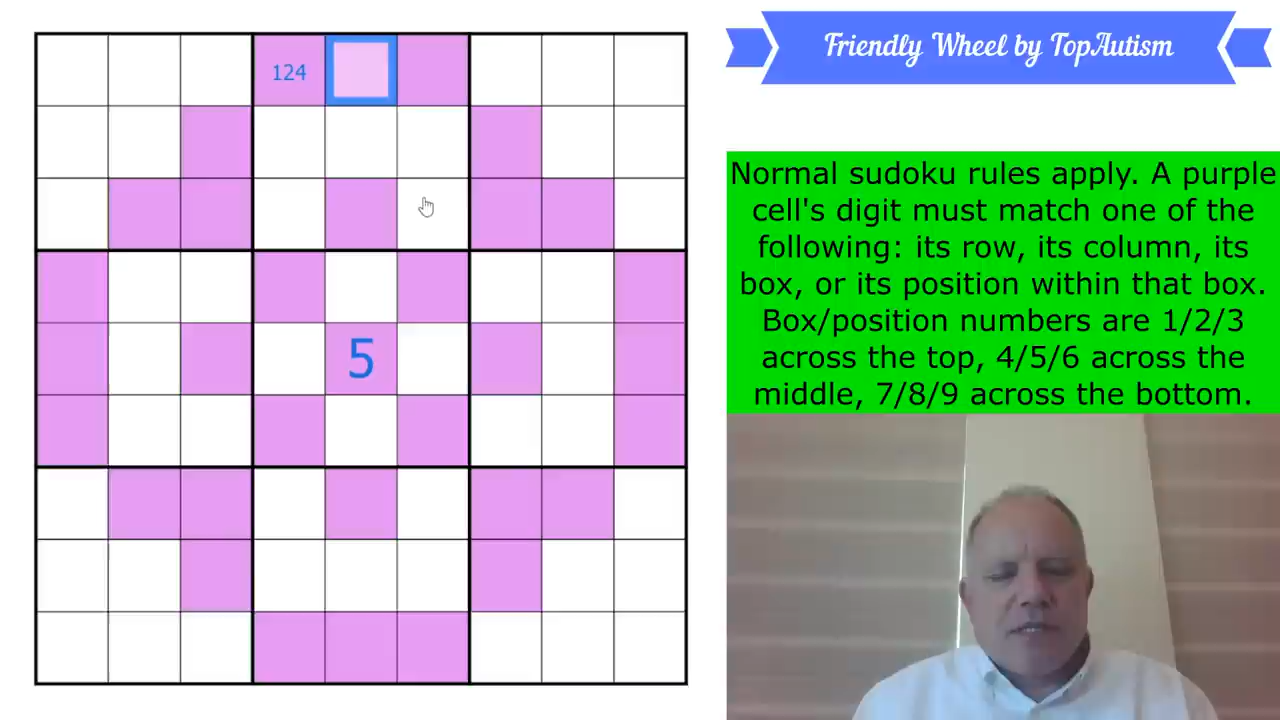 Friendly Wheel by TopAutism
124
5
Normal sudoku rules apply. A purple
cell's digit must match one of the
following: its row, its column, its
box, or its position within that box.
Box/position numbers are 1/2/3
across the top, 4/5/6 across the
middle, 7/8/9 across the bottom.